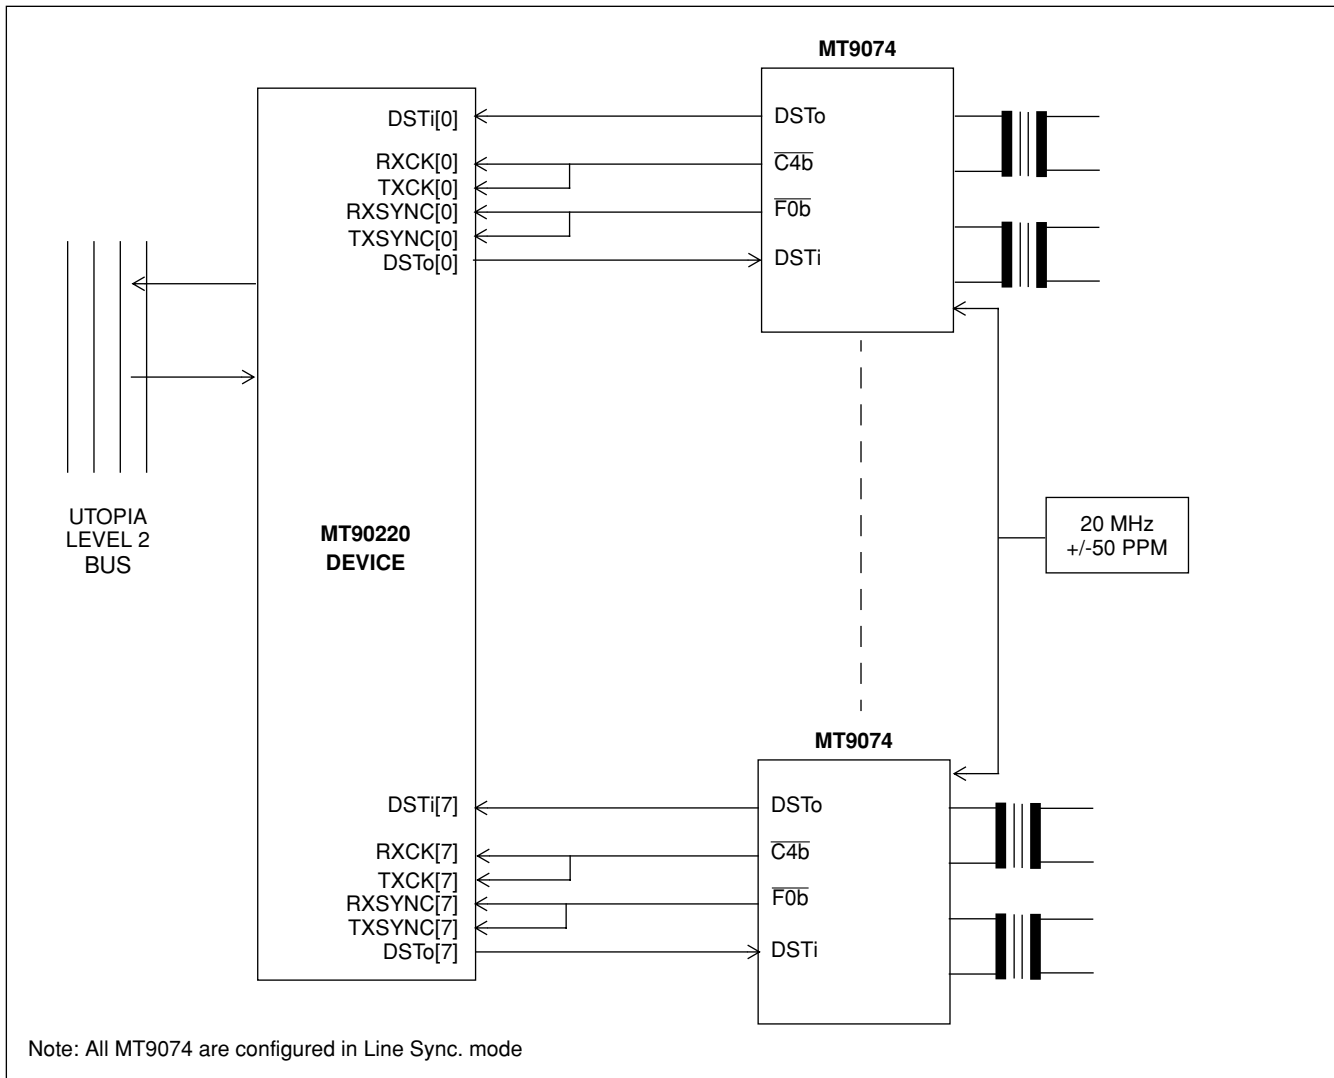 MT9074
DSTi[0]
RXCK[0]
TXCK[0]
RXSYNC[0]
TXSYNC[0]
DSTo[0]
DSTo
C4b
F0b
DSTi
UTOPIA
LEVEL 2
BUS
MT90220
DEVICE
20 MHz
+/-50 PPM
MT9074
DSTi[7]
RXCK[7]
TXCK[7]
RXSYNC[7]
TXSYNC[7]
DSTo[7]
DSTo
C4b
F0b
DSTi
Note: All MT9074 are configured in Line Sync. mode